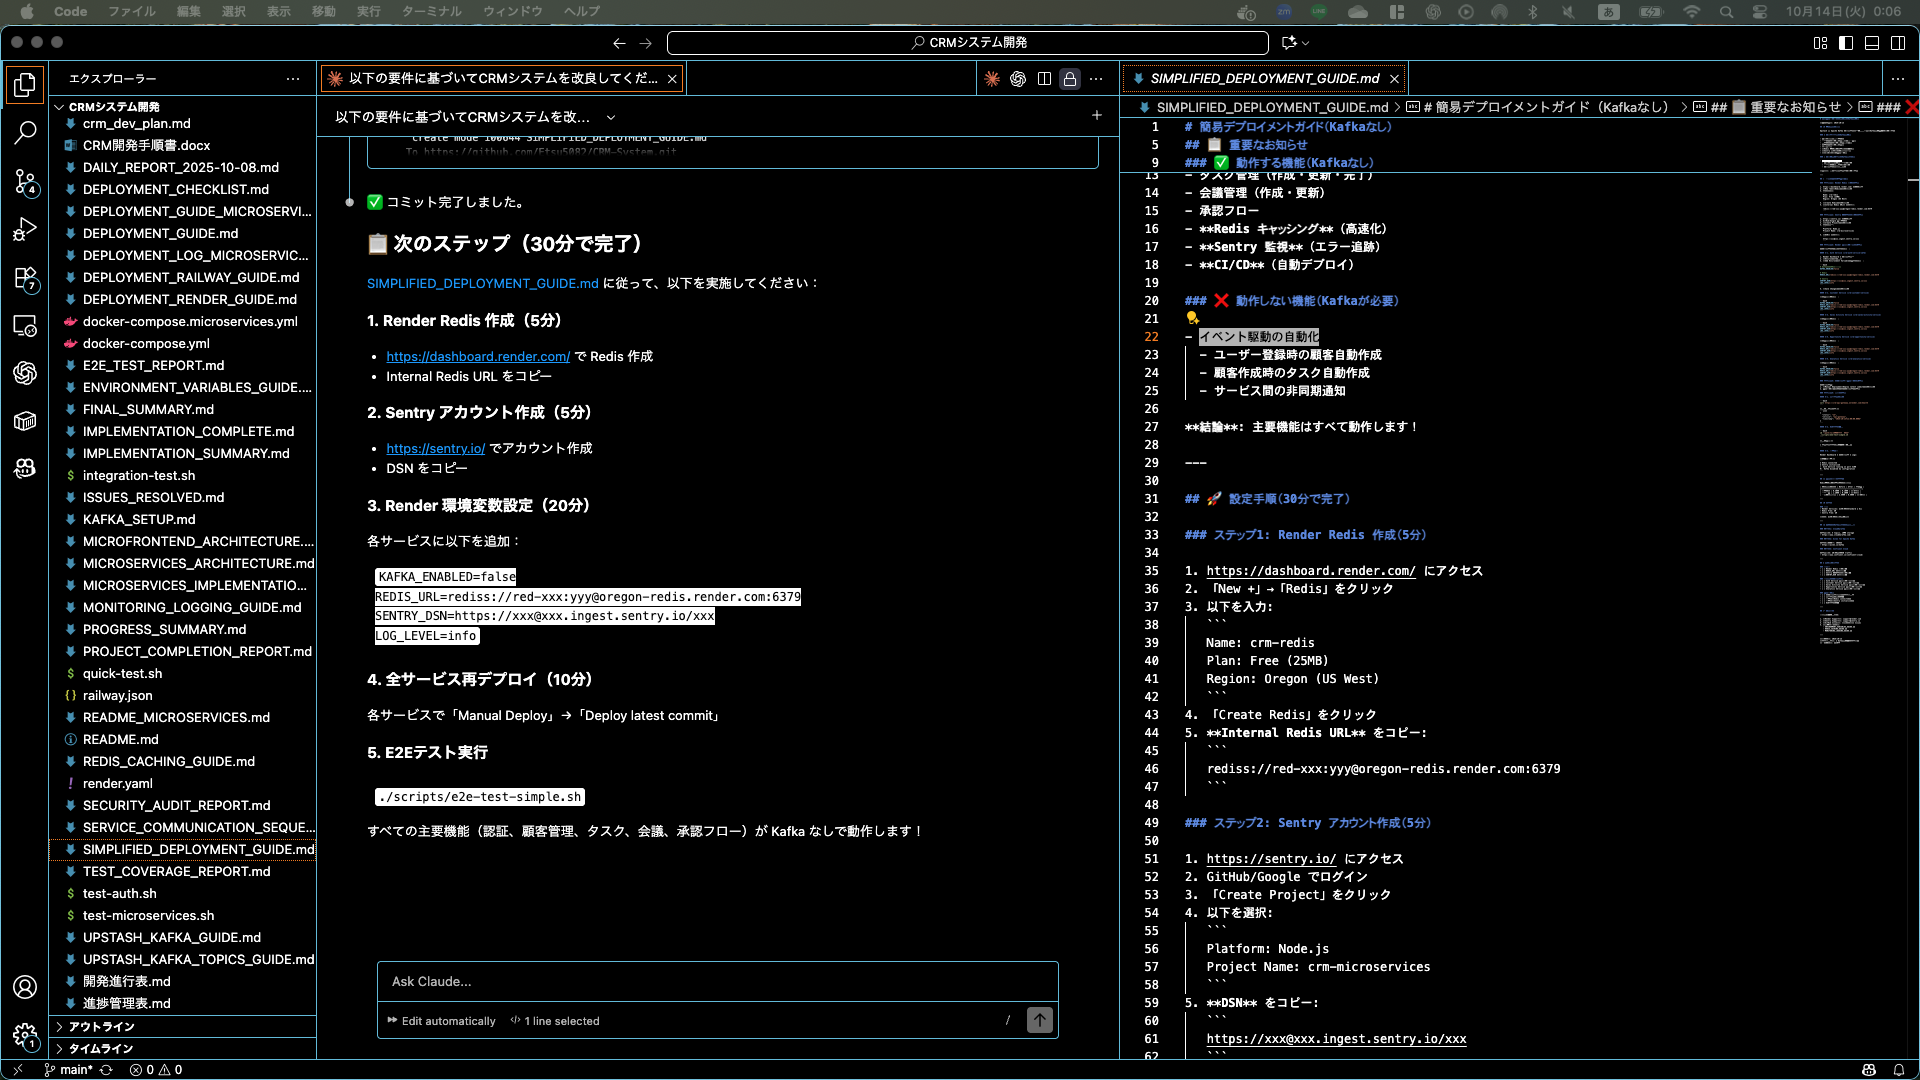 Code ファイル 編集 選択 表示 移動 実行 ターミナル ウィンドウ ヘルプ
10月14日(火) 0:06
CRMシステム開発
エクスプローラー
CRMシステム開発
crm_dev_plan.md
CRM開発手順書.docx
DAILY_REPORT_2025-10-08.md
DEPLOYMENT_CHECKLIST.md
DEPLOYMENT_GUIDE_MICROSERVI...
DEPLOYMENT_GUIDE.md
DEPLOYMENT_LOG_MICROSERVIC...
DEPLOYMENT_RAILWAY_GUIDE.md
DEPLOYMENT_RENDER_GUIDE.md
docker-compose.microservices.yml
docker-compose.yml
E2E_TEST_REPORT.md
ENVIRONMENT_VARIABLES_GUIDE....
FINAL_SUMMARY.md
IMPLEMENTATION_COMPLETE.md
IMPLEMENTATION_SUMMARY.md
integration-test.sh
ISSUES_RESOLVED.md
KAFKA_SETUP.md
MICROFRONTEND_ARCHITECTURE....
MICROSERVICES_ARCHITECTURE.md
MICROSERVICES_IMPLEMENTATIO...
MONITORING_LOGGING_GUIDE.md
PROGRESS_SUMMARY.md
PROJECT_COMPLETION_REPORT.md
quick-test.sh
railway.json
README_MICROSERVICES.md
README.md
REDIS_CACHING_GUIDE.md
render.yaml
SECURITY_AUDIT_REPORT.md
SERVICE_COMMUNICATION_SEQUE...
SIMPLIFIED_DEPLOYMENT_GUIDE.md
TEST_COVERAGE_REPORT.md
test-auth.sh
test-microservices.sh
UPSTASH_KAFKA_GUIDE.md
UPSTASH_KAFKA_TOPICS_GUIDE.md
開発進行表.md
進捗管理表.md
アウトライン
タイムライン
以下の要件に基づいてCRMシステムを改良してくだ...
以下の要件に基づいてCRMシステムを改...
create mode 100644 SIMPLIFIED_DEPLOYMENT_GUIDE.md
To https://github.com/Etsu5082/CRM-System.git
✅ コミット完了しました。
📋 次のステップ（30分で完了）
SIMPLIFIED_DEPLOYMENT_GUIDE.md に従って、以下を実施してください：
1. Render Redis 作成（5分）
• https://dashboard.render.com/ で Redis 作成
• Internal Redis URL をコピー
2. Sentry アカウント作成（5分）
• https://sentry.io/ でアカウント作成
• DSN をコピー
3. Render 環境変数設定（20分）
各サービスに以下を追加：
KAFKA_ENABLED=false
REDIS_URL=rediss://red-xxx:yyy@oregon-redis.render.com:6379
SENTRY_DSN=https://xxx@xxx.ingest.sentry.io/xxx
LOG_LEVEL=info
4. 全サービス再デプロイ（10分）
各サービスで「Manual Deploy」→「Deploy latest commit」
5. E2Eテスト実行
./scripts/e2e-test-simple.sh
すべての主要機能（認証、顧客管理、タスク、会議、承認フロー）が Kafka なしで動作します！
Ask Claude...
Edit automatically 1 line selected /
SIMPLIFIED_DEPLOYMENT_GUIDE.md
SIMPLIFIED_DEPLOYMENT_GUIDE.md > # 簡易デプロイメントガイド（Kafkaなし） > ## 📋 重要なお知らせ > ### ❌
1 # 簡易デプロイメントガイド（Kafkaなし）
5 ## 📋 重要なお知らせ
9 ### ✅ 動作する機能（Kafkaなし）
13 - タスク管理（作成・更新・完了）
14 - 会議管理（作成・更新）
15 - 承認フロー
16 - **Redis キャッシング**（高速化）
17 - **Sentry 監視**（エラー追跡）
18 - **CI/CD**（自動デプロイ）
19
20 ### ❌ 動作しない機能（Kafkaが必要）
21
22 - イベント駆動の自動化
23 - ユーザー登録時の顧客自動作成
24 - 顧客作成時のタスク自動作成
25 - サービス間の非同期通知
26
27 **結論**: 主要機能はすべて動作します！
28
29 ---
30
31 ## 🚀 設定手順（30分で完了）
32
33 ### ステップ1: Render Redis 作成（5分）
34
35 1. https://dashboard.render.com/ にアクセス
36 2. 「New +」→「Redis」をクリック
37 3. 以下を入力:
38 ```
39 Name: crm-redis
40 Plan: Free (25MB)
41 Region: Oregon (US West)
42 ```
43 4. 「Create Redis」をクリック
44 5. **Internal Redis URL** をコピー:
45 ```
46 rediss://red-xxx:yyy@oregon-redis.render.com:6379
47 ```
48
49 ### ステップ2: Sentry アカウント作成（5分）
50
51 1. https://sentry.io/ にアクセス
52 2. GitHub/Google でログイン
53 3. 「Create Project」をクリック
54 4. 以下を選択:
55 ```
56 Platform: Node.js
57 Project Name: crm-microservices
58 ```
59 5. **DSN** をコピー:
60 ```
61 https://xxx@xxx.ingest.sentry.io/xxx
62 ```
main* 0 0